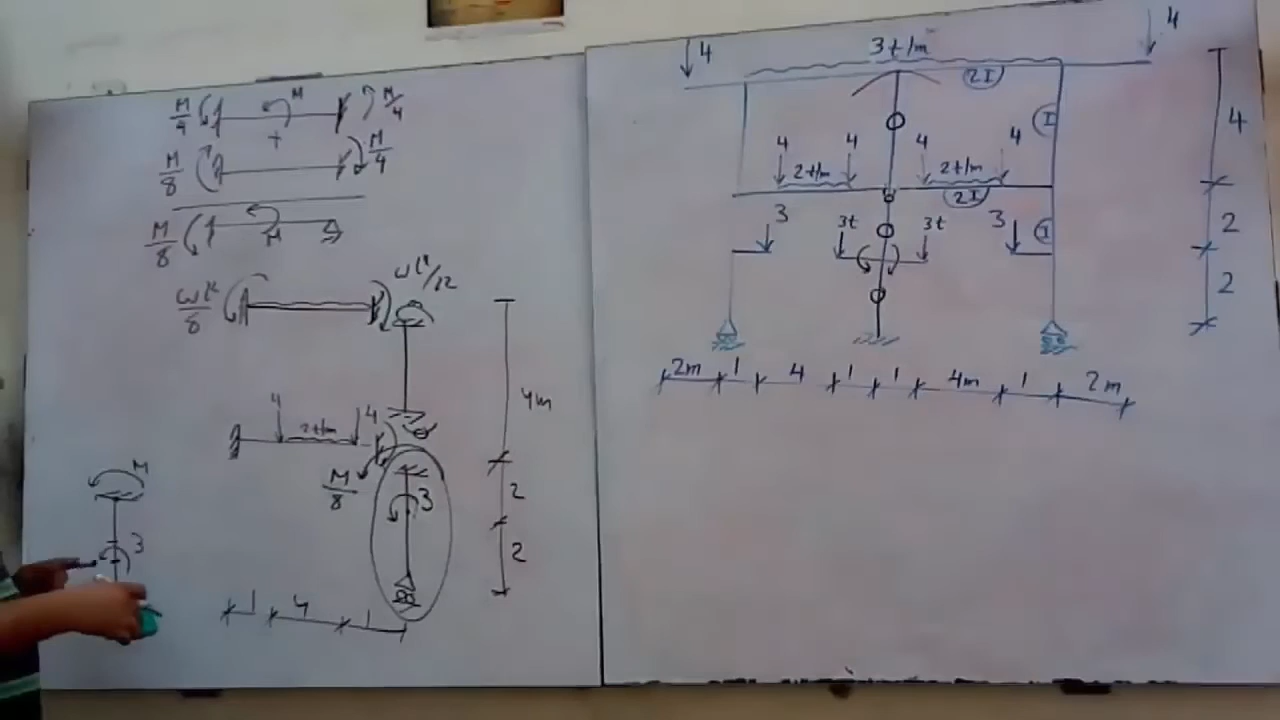 M/4 M M/4
+
M/8 M/4
M/8 M
wl²/8 wl²/12
4 2t/m 4
M/8
3
4m
2
2
M
3
1 4 1
4 3t/m 4
2I
I
4 4 4 4
2t/m 2t/m
2I
3 3t 3t 3
I
4
2
2
2m 1 4 1 1 4m 1 2m